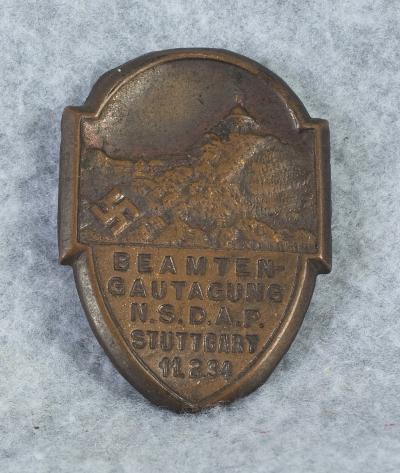 BEAMTEN-
GAUTAGUNG
N.S.D.A.P.
STUTTGART
11.2.34